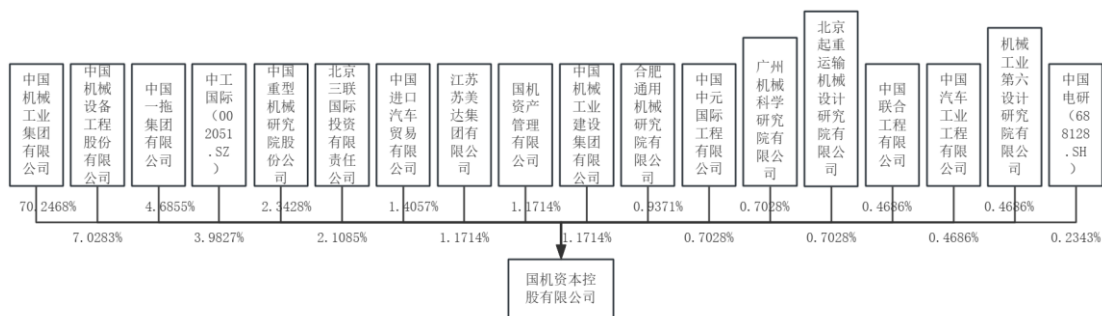 中国
机械
工业集
团有限
公司
中国
机械
设备
工程股
份有限
公司
中国
一拖
集团有
限公司
中工
国际（00
2051
.SZ
）
中国
重型
机械研
究院股
份公司
北京
三联
国际投
资有限
责任公
司
中国
进口
汽车
贸易有
限公司
江苏
苏美
达集团有
限公司
国机
资产
管理有
限公司
中国
机械工业
建设集
团有限
公司
合肥
通用
机械研
究院有
限公司
中国
中元
国际工
程有限
公司
广州
机械
科学研
究院有
限公司
北京
起重
运输
机械
设计研
究院有
限公司
中国
联合工
程有限
公司
中国
汽车
工业工
程有限
公司
机械
工业
第六设
计研究
院有限
公司
中国
电研（68
8128
.SH
）
70.2468%
4.6855%
2.3428%
1.4057%
1.1714%
0.9371%
0.7028%
0.4686%
0.4686%
7.0283%
3.9827%
2.1085%
1.1714%
1.1714%
0.7028%
0.7028%
0.4686%
0.2343%
国机资本控
股有限公司